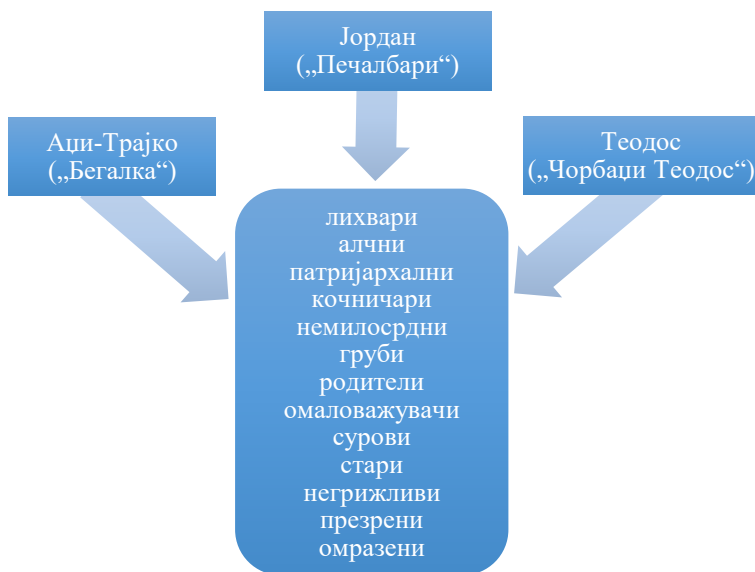 Јордан
(„Печалбари“)
Аџи-Трајко
(„Бегалка“)
Теодос
(„Чорбаџи Теодос“)
лихвари
алчни
патријархални
кочничари
немилосрдни
груби
родители
омаловажувачи
сурови
стари
негрижливи
презрени
омразени